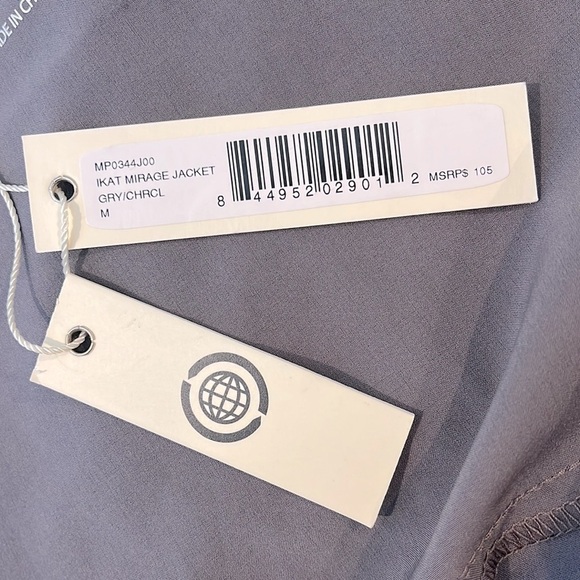 MP0344J00
IKAT MIRAGE JACKET
GRY/CHRCL
M
8 44952 02901 2
MSRP$ 105